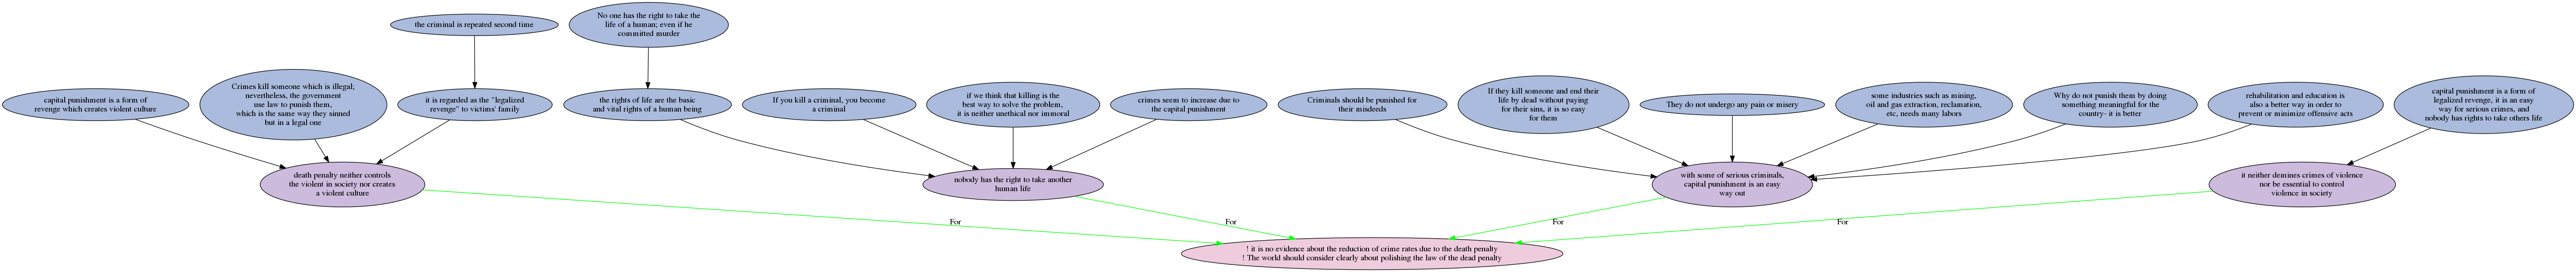 the criminal is repeated second time
No one has the right to take the
life of a human; even if he
committed murder
capital punishment is a form of
revenge which creates violent culture
Crimes kill someone which is illegal;
nevertheless, the government
use law to punish them,
which is the same way they sinned
but in a legal one
it is regarded as the "legalized
revenge" to victims' family
the rights of life are the basic
and vital rights of a human being
If you kill a criminal, you become
a criminal
if we think that killing is the
best way to solve the problem,
it is neither unethical nor immoral
crimes seem to increase due to
the capital punishment
Criminals should be punished for
their misdeeds
If they kill someone and end their
life by dead without paying
for their sins, it is so easy
for them
They do not undergo any pain or misery
some industries such as mining,
oil and gas extraction, reclamation,
etc, needs many labors
Why do not punish them by doing
something meaningful for the
country- it is better
rehabilitation and education is
also a better way in order to
prevent or minimize offensive acts
capital punishment is a form of
legalized revenge, it is an easy
way for serious crimes, and
nobody has rights to take others life
death penalty neither controls
the violent in society nor creates
a violent culture
nobody has the right to take another
human life
with some of serious criminals,
capital punishment is an easy
way out
it neither demines crimes of violence
nor be essential to control
violence in society
For
For
For
For
! it is no evidence about the reduction of crime rates due to the death penalty
! The world should consider clearly about polishing the law of the dead penalty